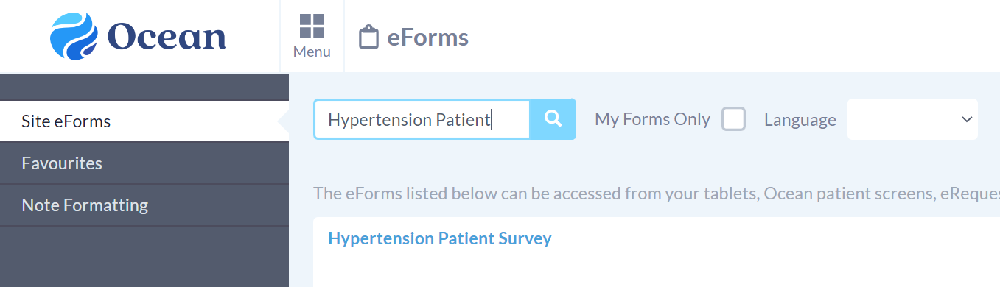 Ocean
Menu
eForms
Site eForms
Favourites
Note Formatting
Hypertension Patient
My Forms Only
Language
The eForms listed below can be accessed from your tablets, Ocean patient screens, eReques
Hypertension Patient Survey